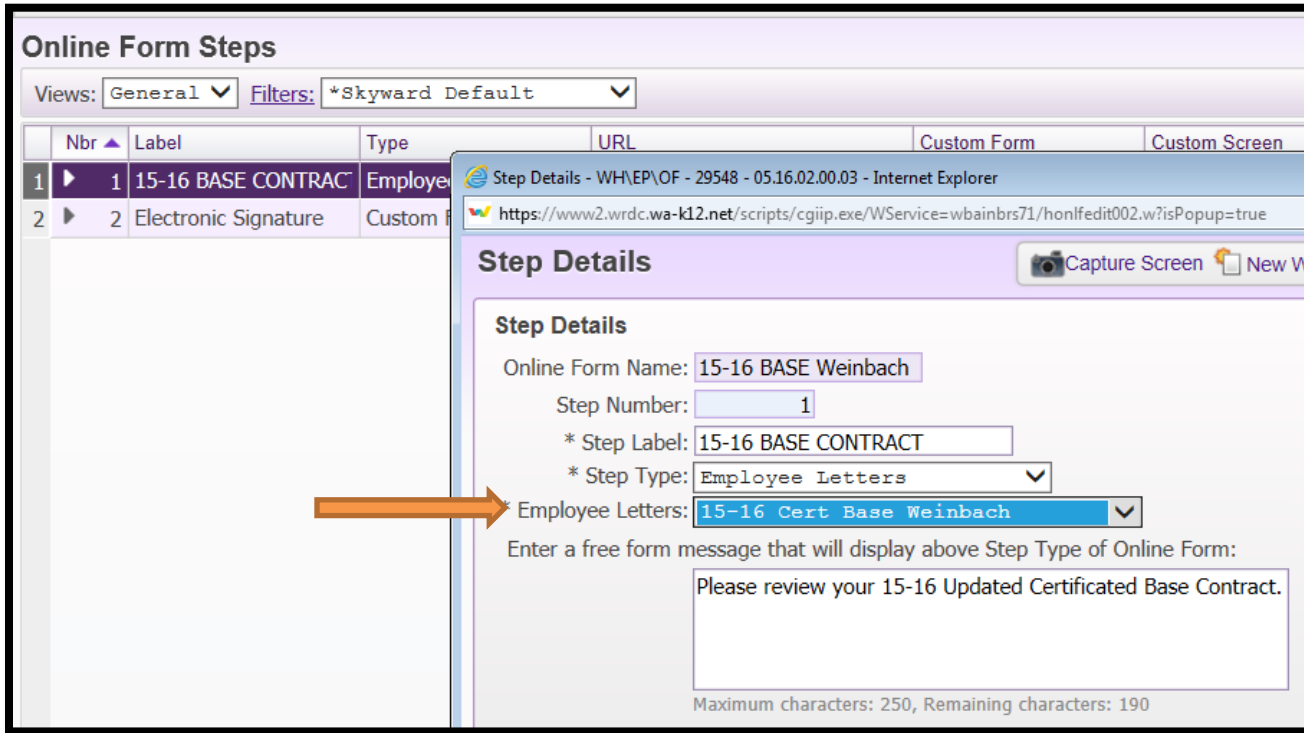 Online Form Steps
Views: General Filters: *Skyward Default
Nbr Label Type URL Custom Form Custom Screen
1 1 15-16 BASE CONTRACT Employee
2 2 Electronic Signature Custom F
Step Details - WH\EP\OF - 29548 - 05.16.02.00.03 - Internet Explorer
https://www2.wrdc.wa-k12.net/scripts/cgiip.exe/WService=wbainbrs71/honlfedit002.w?isPopup=true
Step Details
Capture Screen New W
Step Details
Online Form Name: 15-16 BASE Weinbach
Step Number: 1
* Step Label: 15-16 BASE CONTRACT
* Step Type: Employee Letters
* Employee Letters: 15-16 Cert Base Weinbach
Enter a free form message that will display above Step Type of Online Form:
Please review your 15-16 Updated Certificated Base Contract.
Maximum characters: 250, Remaining characters: 190